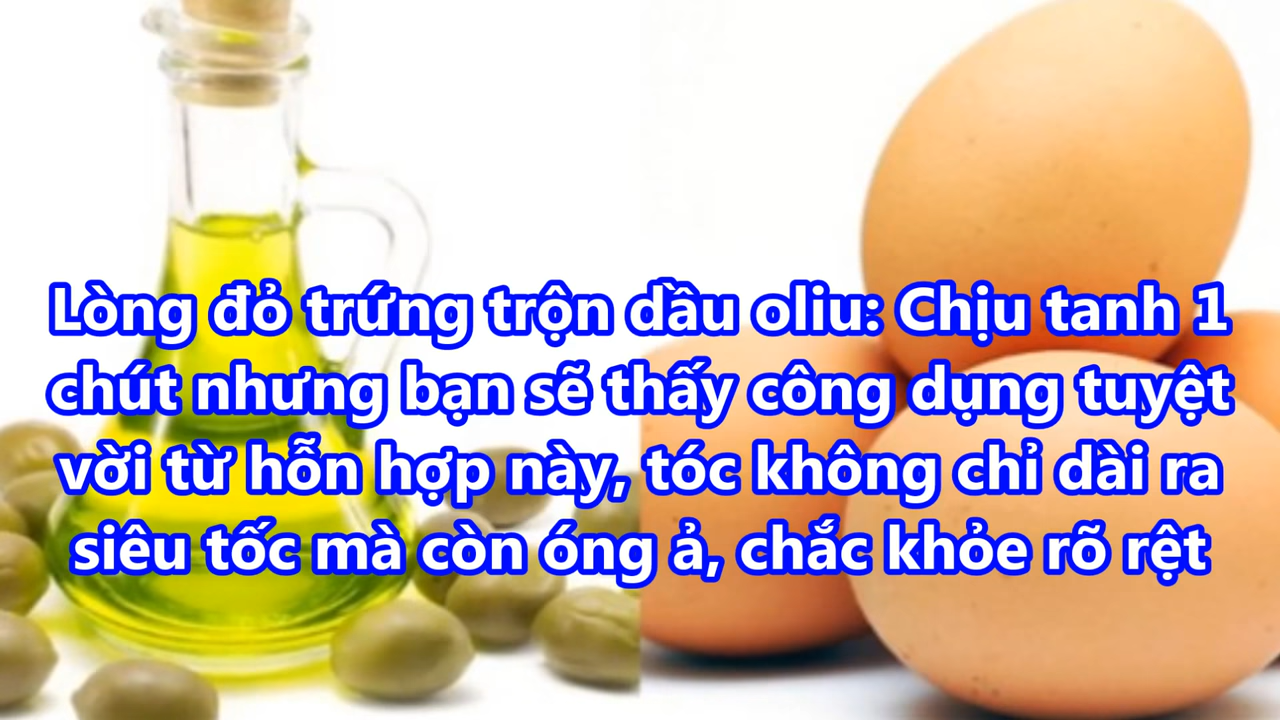 Lòng đỏ trứng trộn dầu oliu: Chịu tanh 1
chút nhưng bạn sẽ thấy công dụng tuyệt
vời từ hỗn hợp này, tóc không chỉ dài ra
siêu tốc mà còn óng ả, chắc khỏe rõ rệt